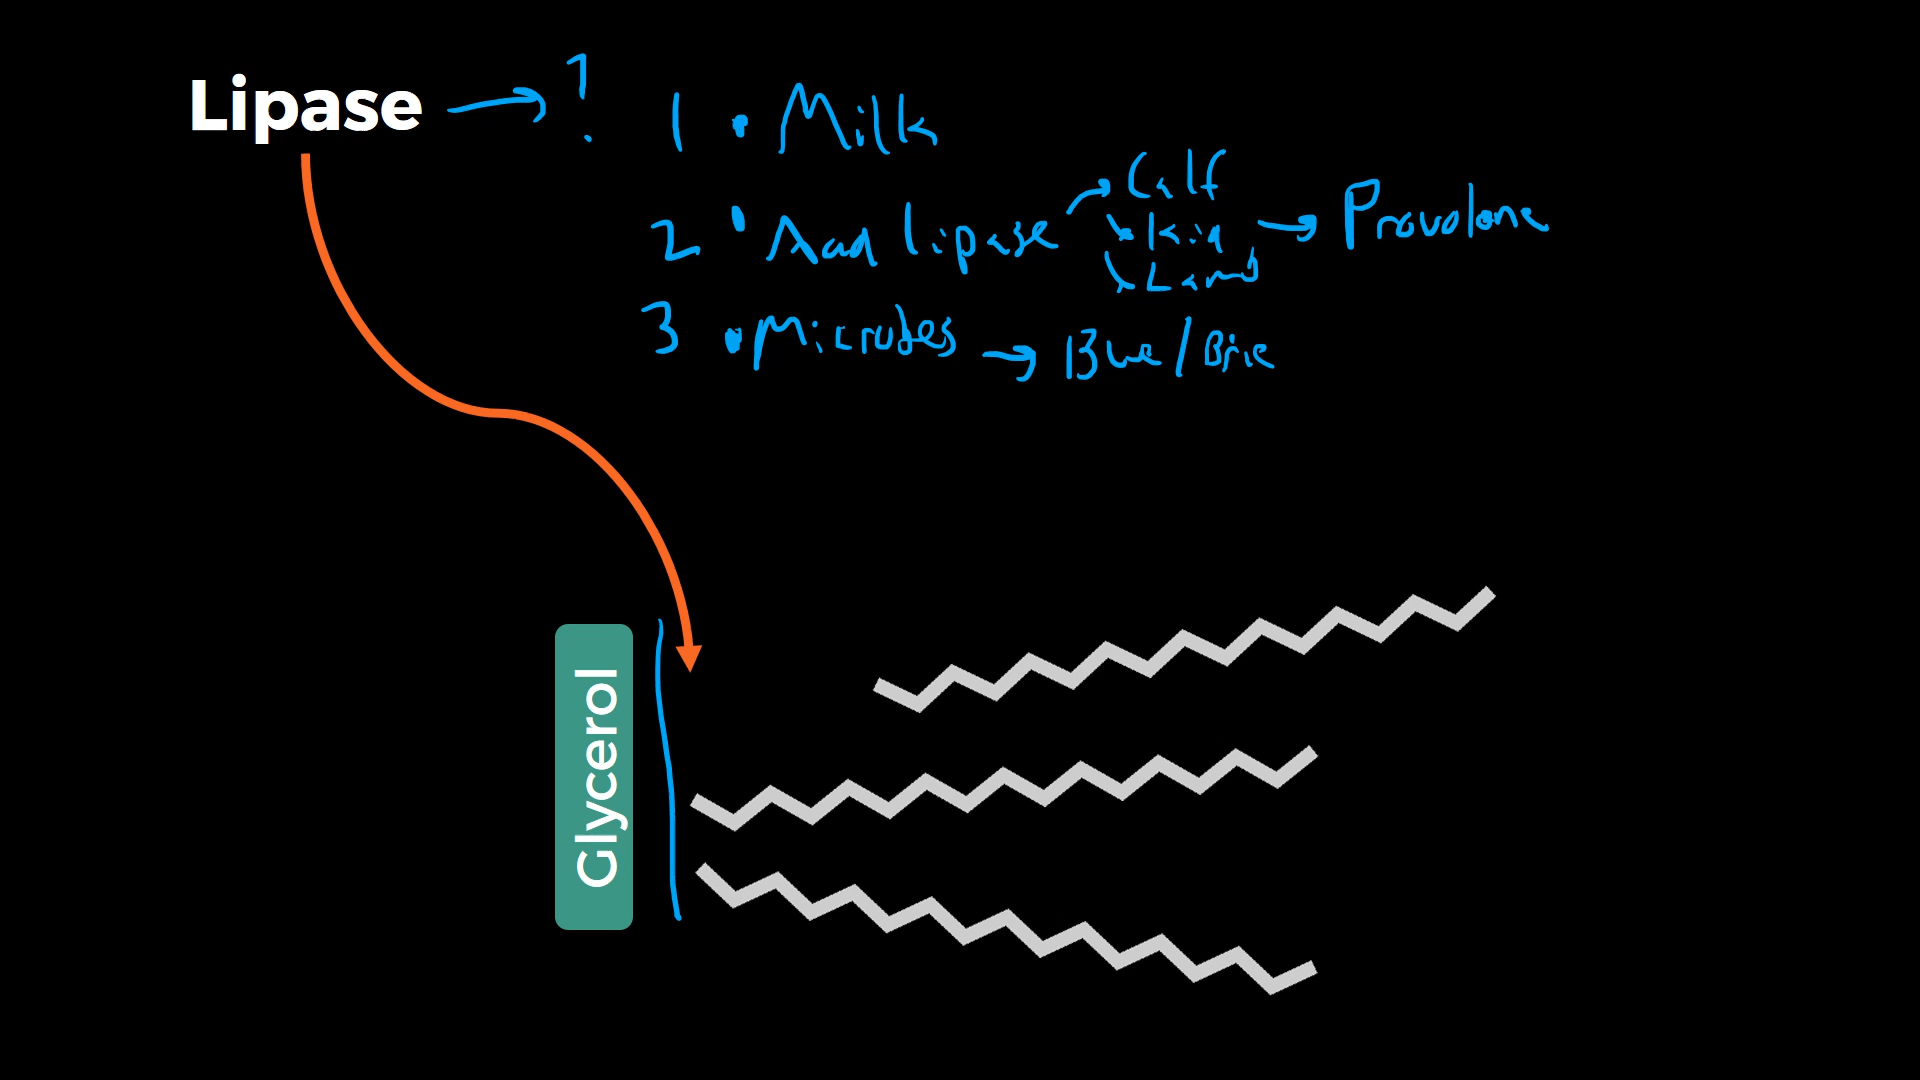 Lipase → ? 1 • Milk
2 • Add lipase → Calf
Kid → Provolone
Lamb
3 • Microbes → Blue / Brie
Glycerol